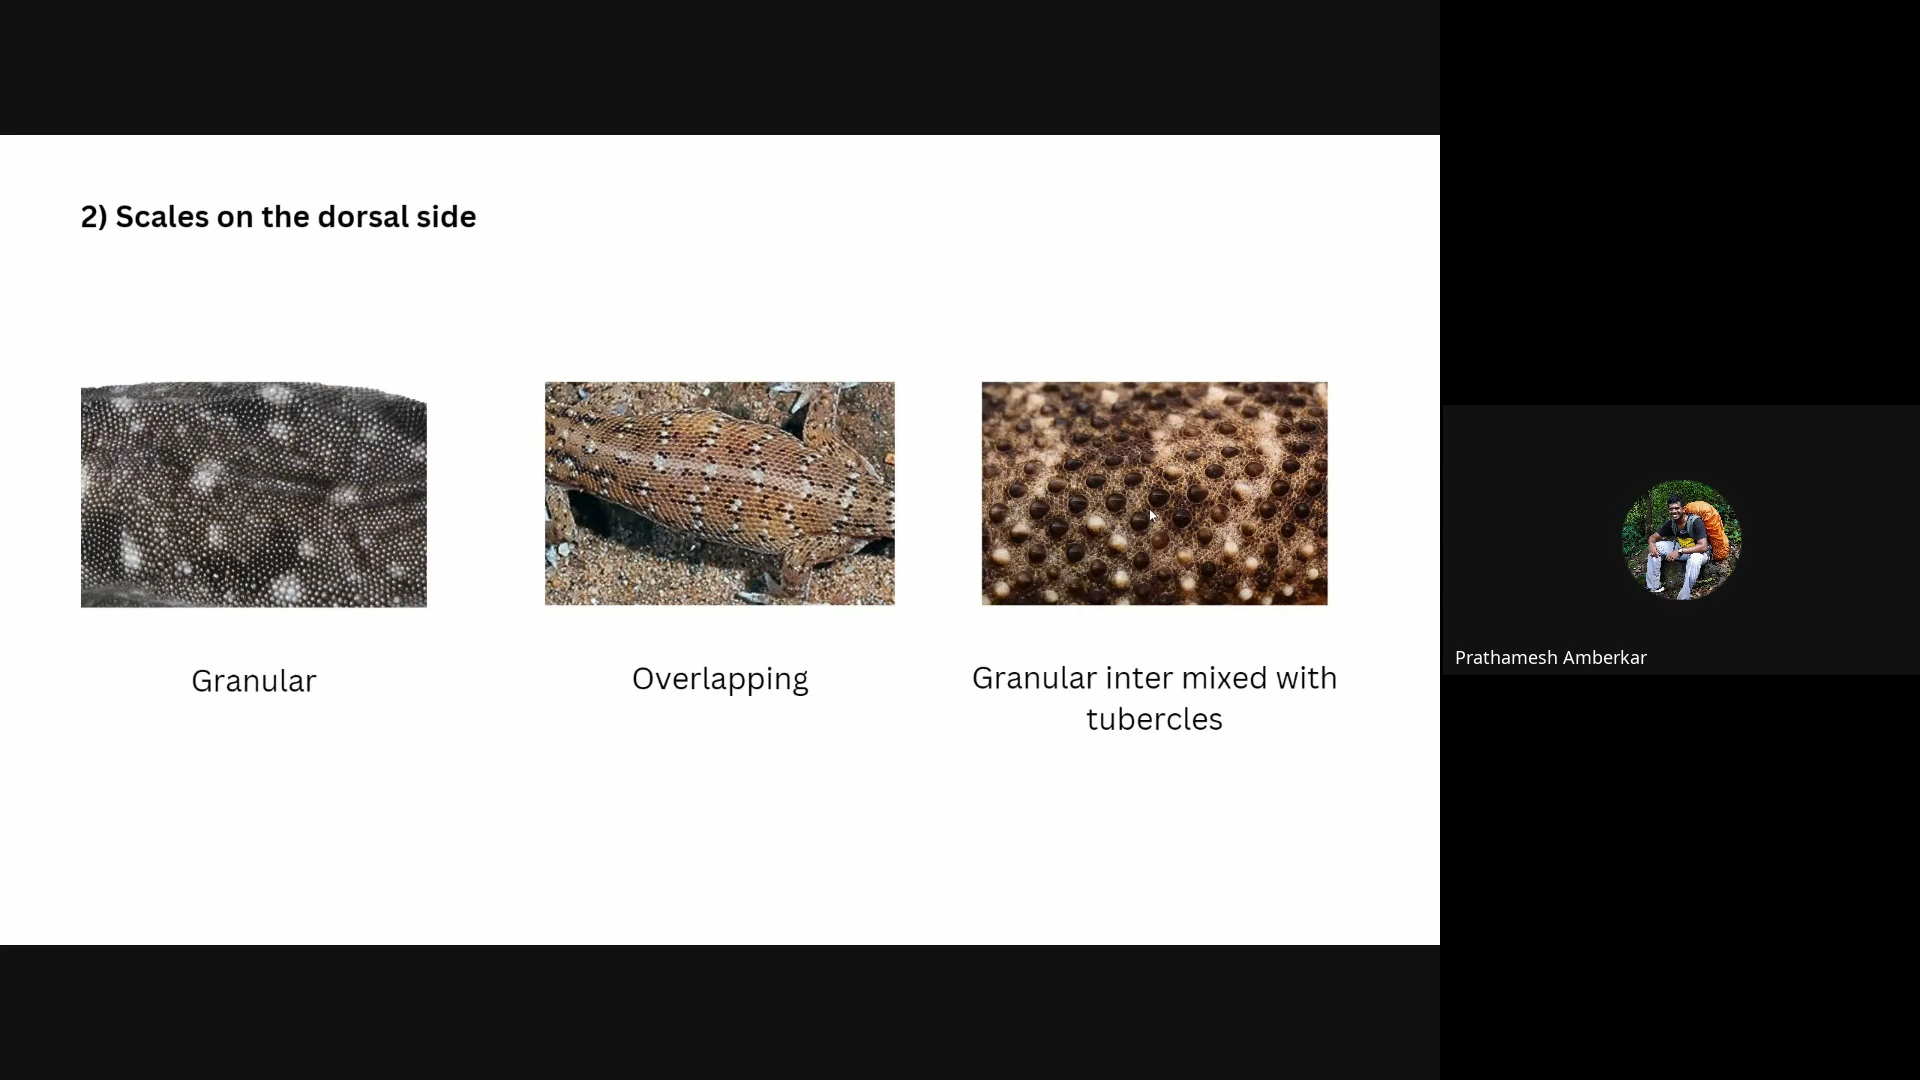 2) Scales on the dorsal side
Granular
Overlapping
Granular inter mixed with
tubercles
Prathamesh Amberkar